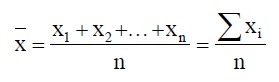 x̄ = (x₁ + x₂ + … + xₙ) / n = ∑ xᵢ / n